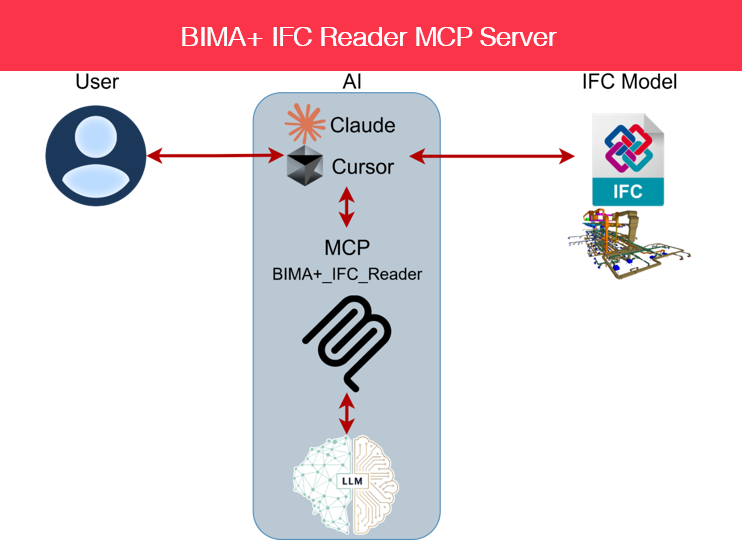 BIMA+ IFC Reader MCP Server
User
AI
IFC Model
Claude
Cursor
IFC
MCP
BIMA+_IFC_Reader
LLM